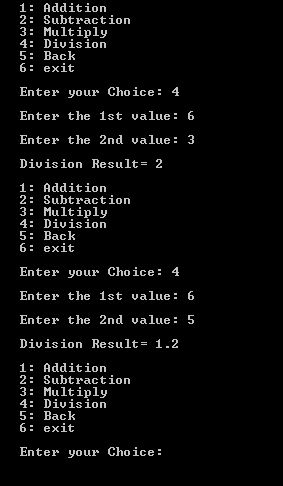 1: Addition
2: Subtraction
3: Multiply
4: Division
5: Back
6: exit
Enter your Choice: 4
Enter the 1st value: 6
Enter the 2nd value: 3
Division Result= 2
1: Addition
2: Subtraction
3: Multiply
4: Division
5: Back
6: exit
Enter your Choice: 4
Enter the 1st value: 6
Enter the 2nd value: 5
Division Result= 1.2
1: Addition
2: Subtraction
3: Multiply
4: Division
5: Back
6: exit
Enter your Choice: